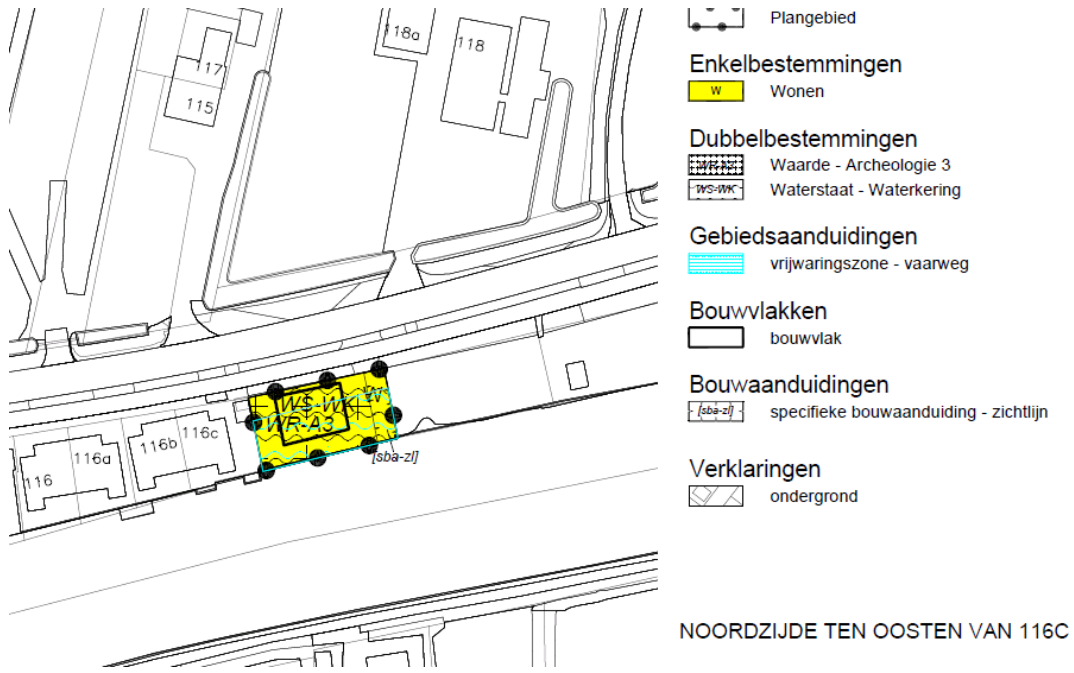 118a
118
117
115
WS-WK
W
WR-A3
[sba-zl]
116c
116b
116a
116
Plangebied
Enkelbestemmingen
W Wonen
Dubbelbestemmingen
WR-A3 Waarde - Archeologie 3
WS-WK Waterstaat - Waterkering
Gebiedsaanduidingen
vrijwaringszone - vaarweg
Bouwvlakken
bouwvlak
Bouwaanduidingen
[sba-zl] specifieke bouwaanduiding - zichtlijn
Verklaringen
ondergrond
NOORDZIJDE TEN OOSTEN VAN 116C